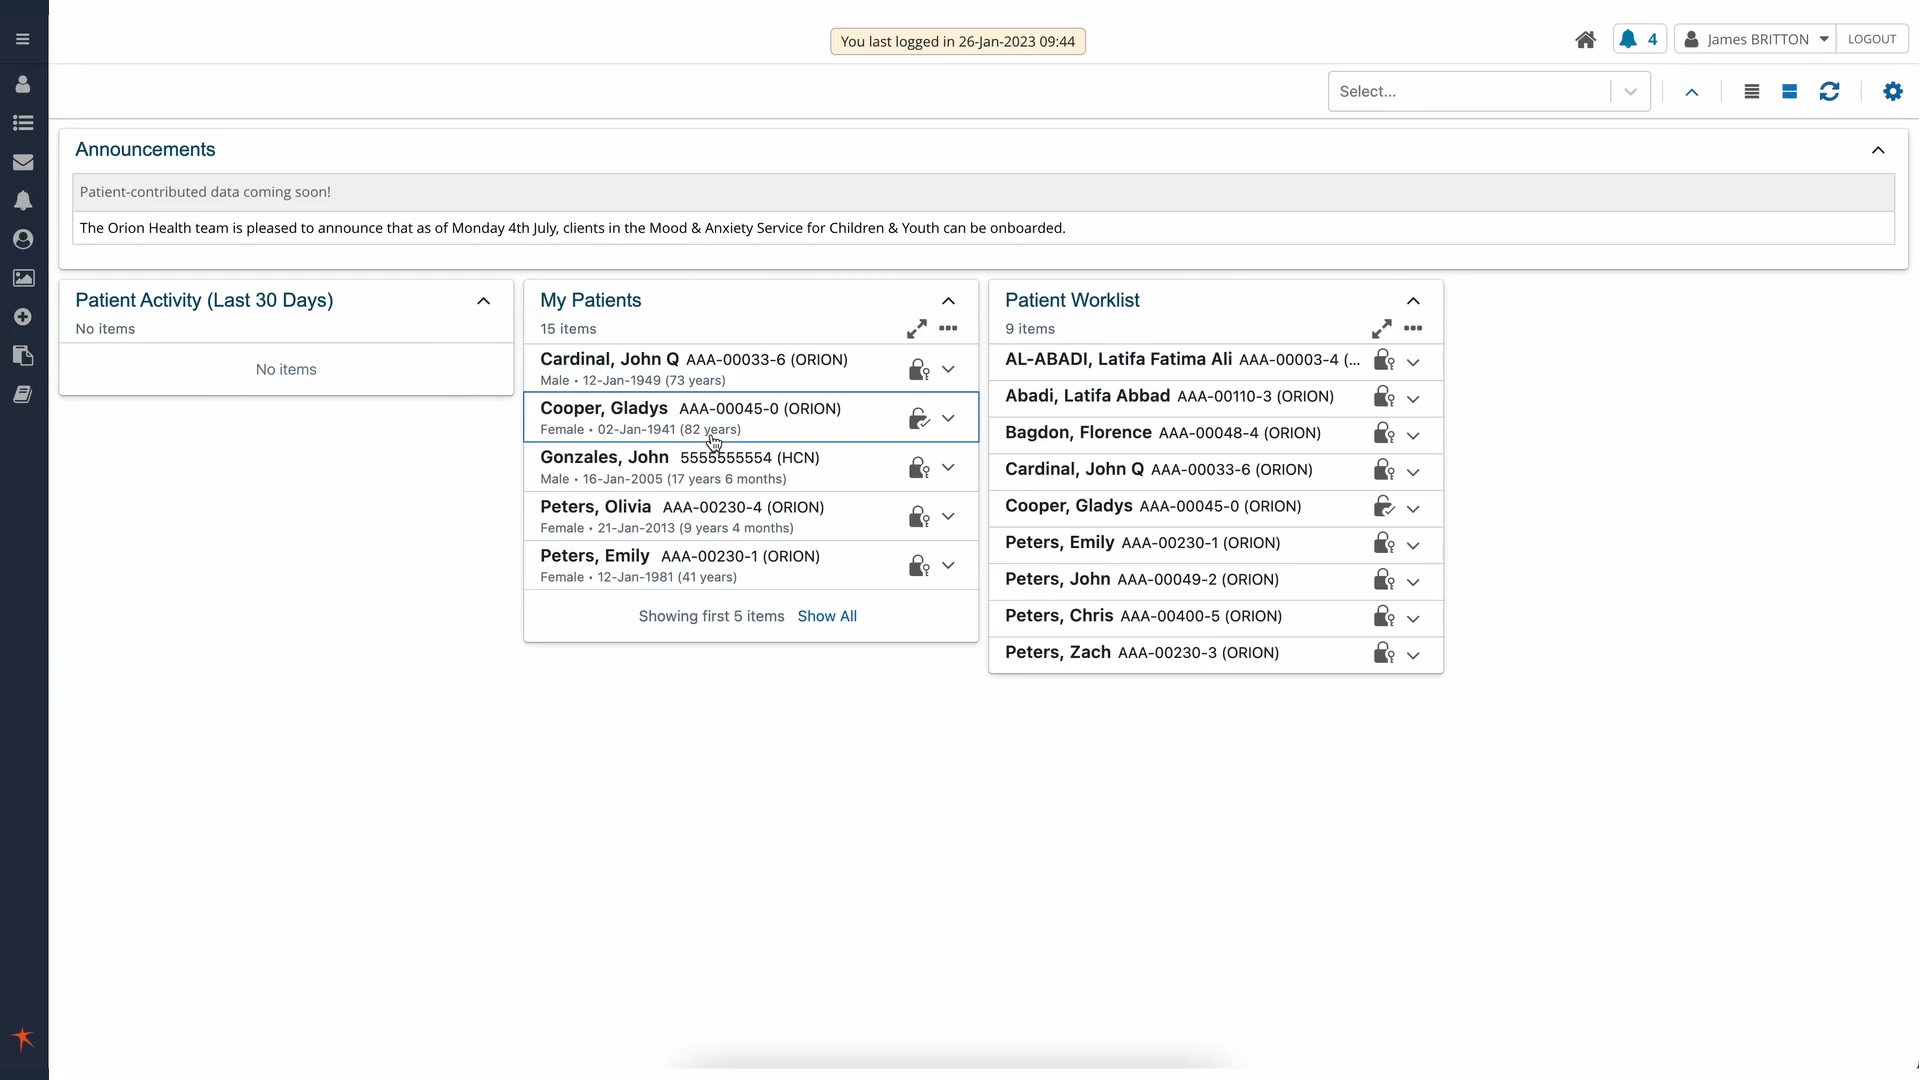 You last logged in 26-Jan-2023 09:44
4
James BRITTON
LOGOUT
Select...
Announcements
Patient-contributed data coming soon!
The Orion Health team is pleased to announce that as of Monday 4th July, clients in the Mood & Anxiety Service for Children & Youth can be onboarded.
Patient Activity (Last 30 Days)
No items
No items
My Patients
15 items
Cardinal, John Q AAA-00033-6 (ORION)
Male • 12-Jan-1949 (73 years)
Cooper, Gladys AAA-00045-0 (ORION)
Female • 02-Jan-1941 (82 years)
Gonzales, John 5555555554 (HCN)
Male • 16-Jan-2005 (17 years 6 months)
Peters, Olivia AAA-00230-4 (ORION)
Female • 21-Jan-2013 (9 years 4 months)
Peters, Emily AAA-00230-1 (ORION)
Female • 12-Jan-1981 (41 years)
Showing first 5 items Show All
Patient Worklist
9 items
AL-ABADI, Latifa Fatima Ali AAA-00003-4 (...
Abadi, Latifa Abbad AAA-00110-3 (ORION)
Bagdon, Florence AAA-00048-4 (ORION)
Cardinal, John Q AAA-00033-6 (ORION)
Cooper, Gladys AAA-00045-0 (ORION)
Peters, Emily AAA-00230-1 (ORION)
Peters, John AAA-00049-2 (ORION)
Peters, Chris AAA-00400-5 (ORION)
Peters, Zach AAA-00230-3 (ORION)